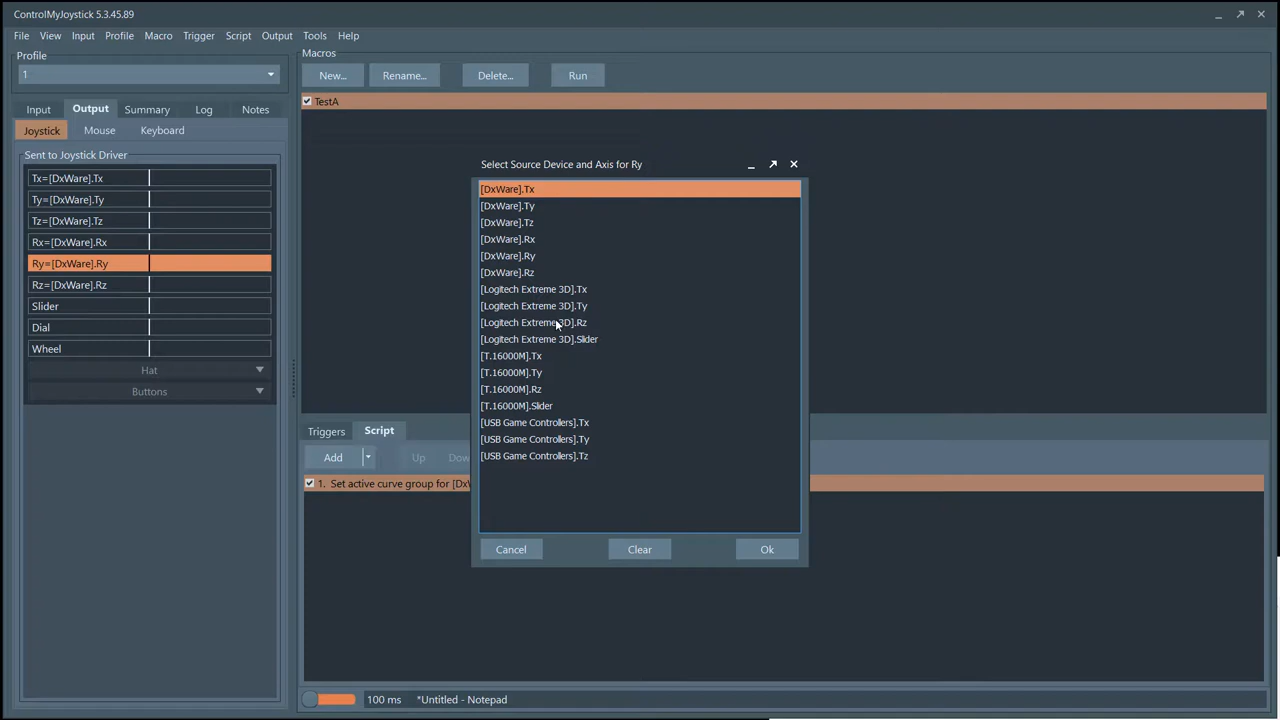 ControlMyJoystick 5.3.45.89
File View Input Profile Macro Trigger Script Output Tools Help
Profile
1
Input Output Summary Log Notes
Joystick Mouse Keyboard
Sent to Joystick Driver
Tx=[DxWare].Tx
Ty=[DxWare].Ty
Tz=[DxWare].Tz
Rx=[DxWare].Rx
Ry=[DxWare].Ry
Rz=[DxWare].Rz
Slider
Dial
Wheel
Hat
Buttons
Macros
New... Rename... Delete... Run
TestA
Select Source Device and Axis for Ry
[DxWare].Tx
[DxWare].Ty
[DxWare].Tz
[DxWare].Rx
[DxWare].Ry
[DxWare].Rz
[Logitech Extreme 3D].Tx
[Logitech Extreme 3D].Ty
[Logitech Extreme 3D].Rz
[Logitech Extreme 3D].Slider
[T.16000M].Tx
[T.16000M].Ty
[T.16000M].Rz
[T.16000M].Slider
[USB Game Controllers].Tx
[USB Game Controllers].Ty
[USB Game Controllers].Tz
Cancel Clear Ok
Triggers Script
Add Up Dow
1. Set active curve group for [DxW
100 ms *Untitled - Notepad